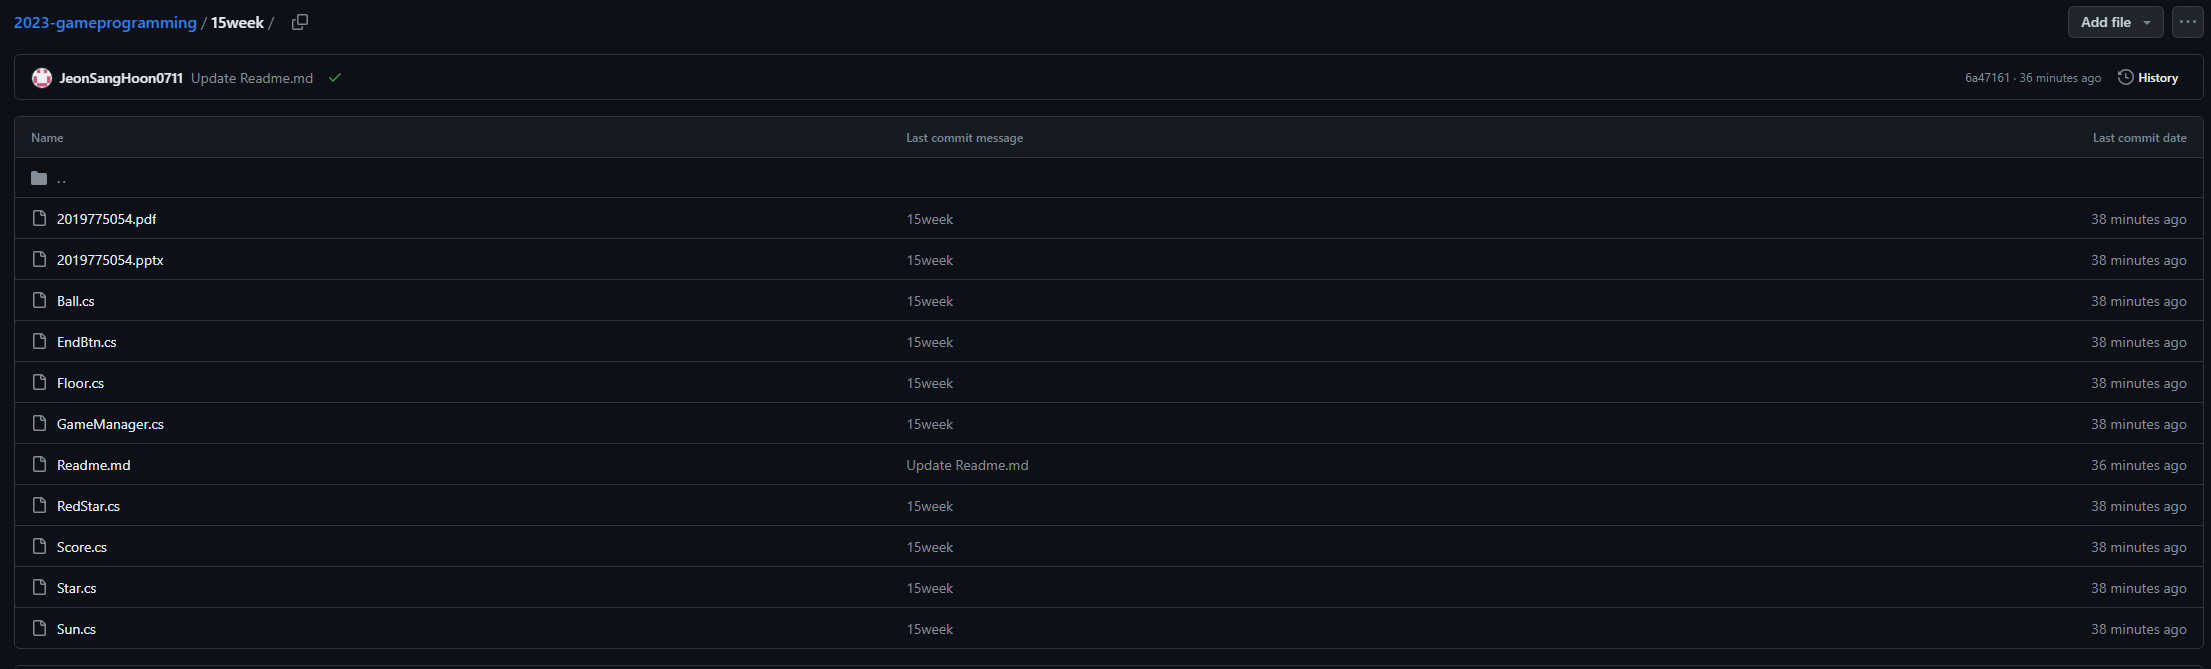 2023-gameprogramming / 15week / Add file ...
JeonSangHoon0711 Update Readme.md 6a47161 · 36 minutes ago History
Name Last commit message Last commit date
..
2019775054.pdf 15week 38 minutes ago
2019775054.pptx 15week 38 minutes ago
Ball.cs 15week 38 minutes ago
EndBtn.cs 15week 38 minutes ago
Floor.cs 15week 38 minutes ago
GameManager.cs 15week 38 minutes ago
Readme.md Update Readme.md 36 minutes ago
RedStar.cs 15week 38 minutes ago
Score.cs 15week 38 minutes ago
Star.cs 15week 38 minutes ago
Sun.cs 15week 38 minutes ago